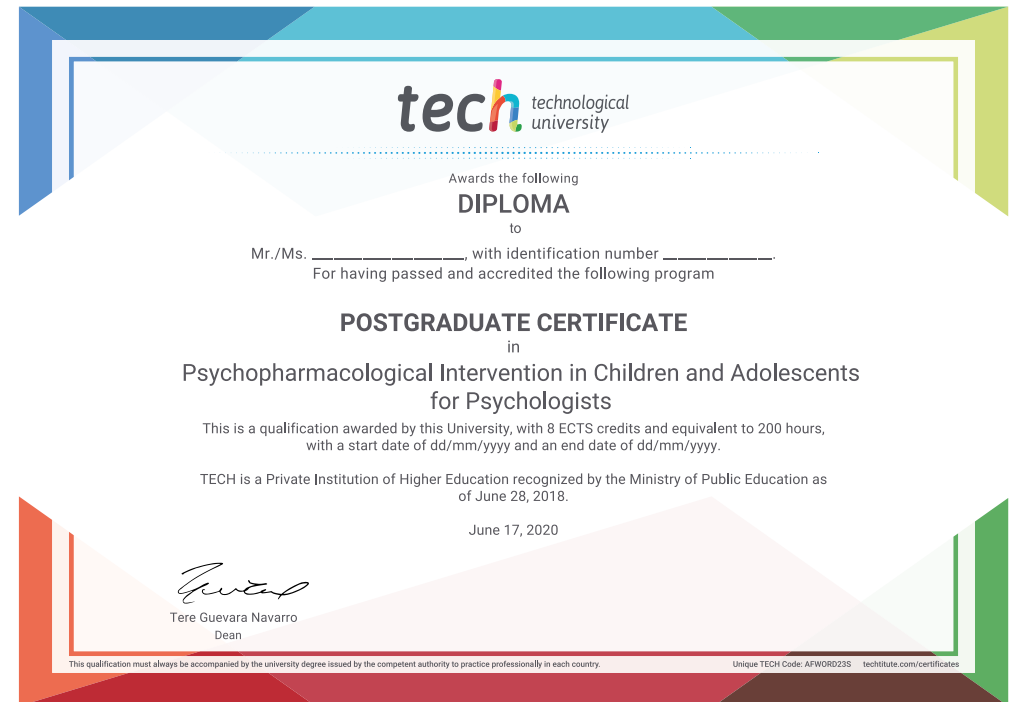 tech technological
university
Awards the following
DIPLOMA
to
Mr./Ms. ____________________, with identification number ______________.
For having passed and accredited the following program
POSTGRADUATE CERTIFICATE
in
Psychopharmacological Intervention in Children and Adolescents
for Psychologists
This is a qualification awarded by this University, with 8 ECTS credits and equivalent to 200 hours,
with a start date of dd/mm/yyyy and an end date of dd/mm/yyyy.
TECH is a Private Institution of Higher Education recognized by the Ministry of Public Education as
of June 28, 2018.
June 17, 2020
Tere Guevara Navarro
Dean
This qualification must always be accompanied by the university degree issued by the competent authority to practice professionally in each country.
Unique TECH Code: AFWORD23S techtitute.com/certificates